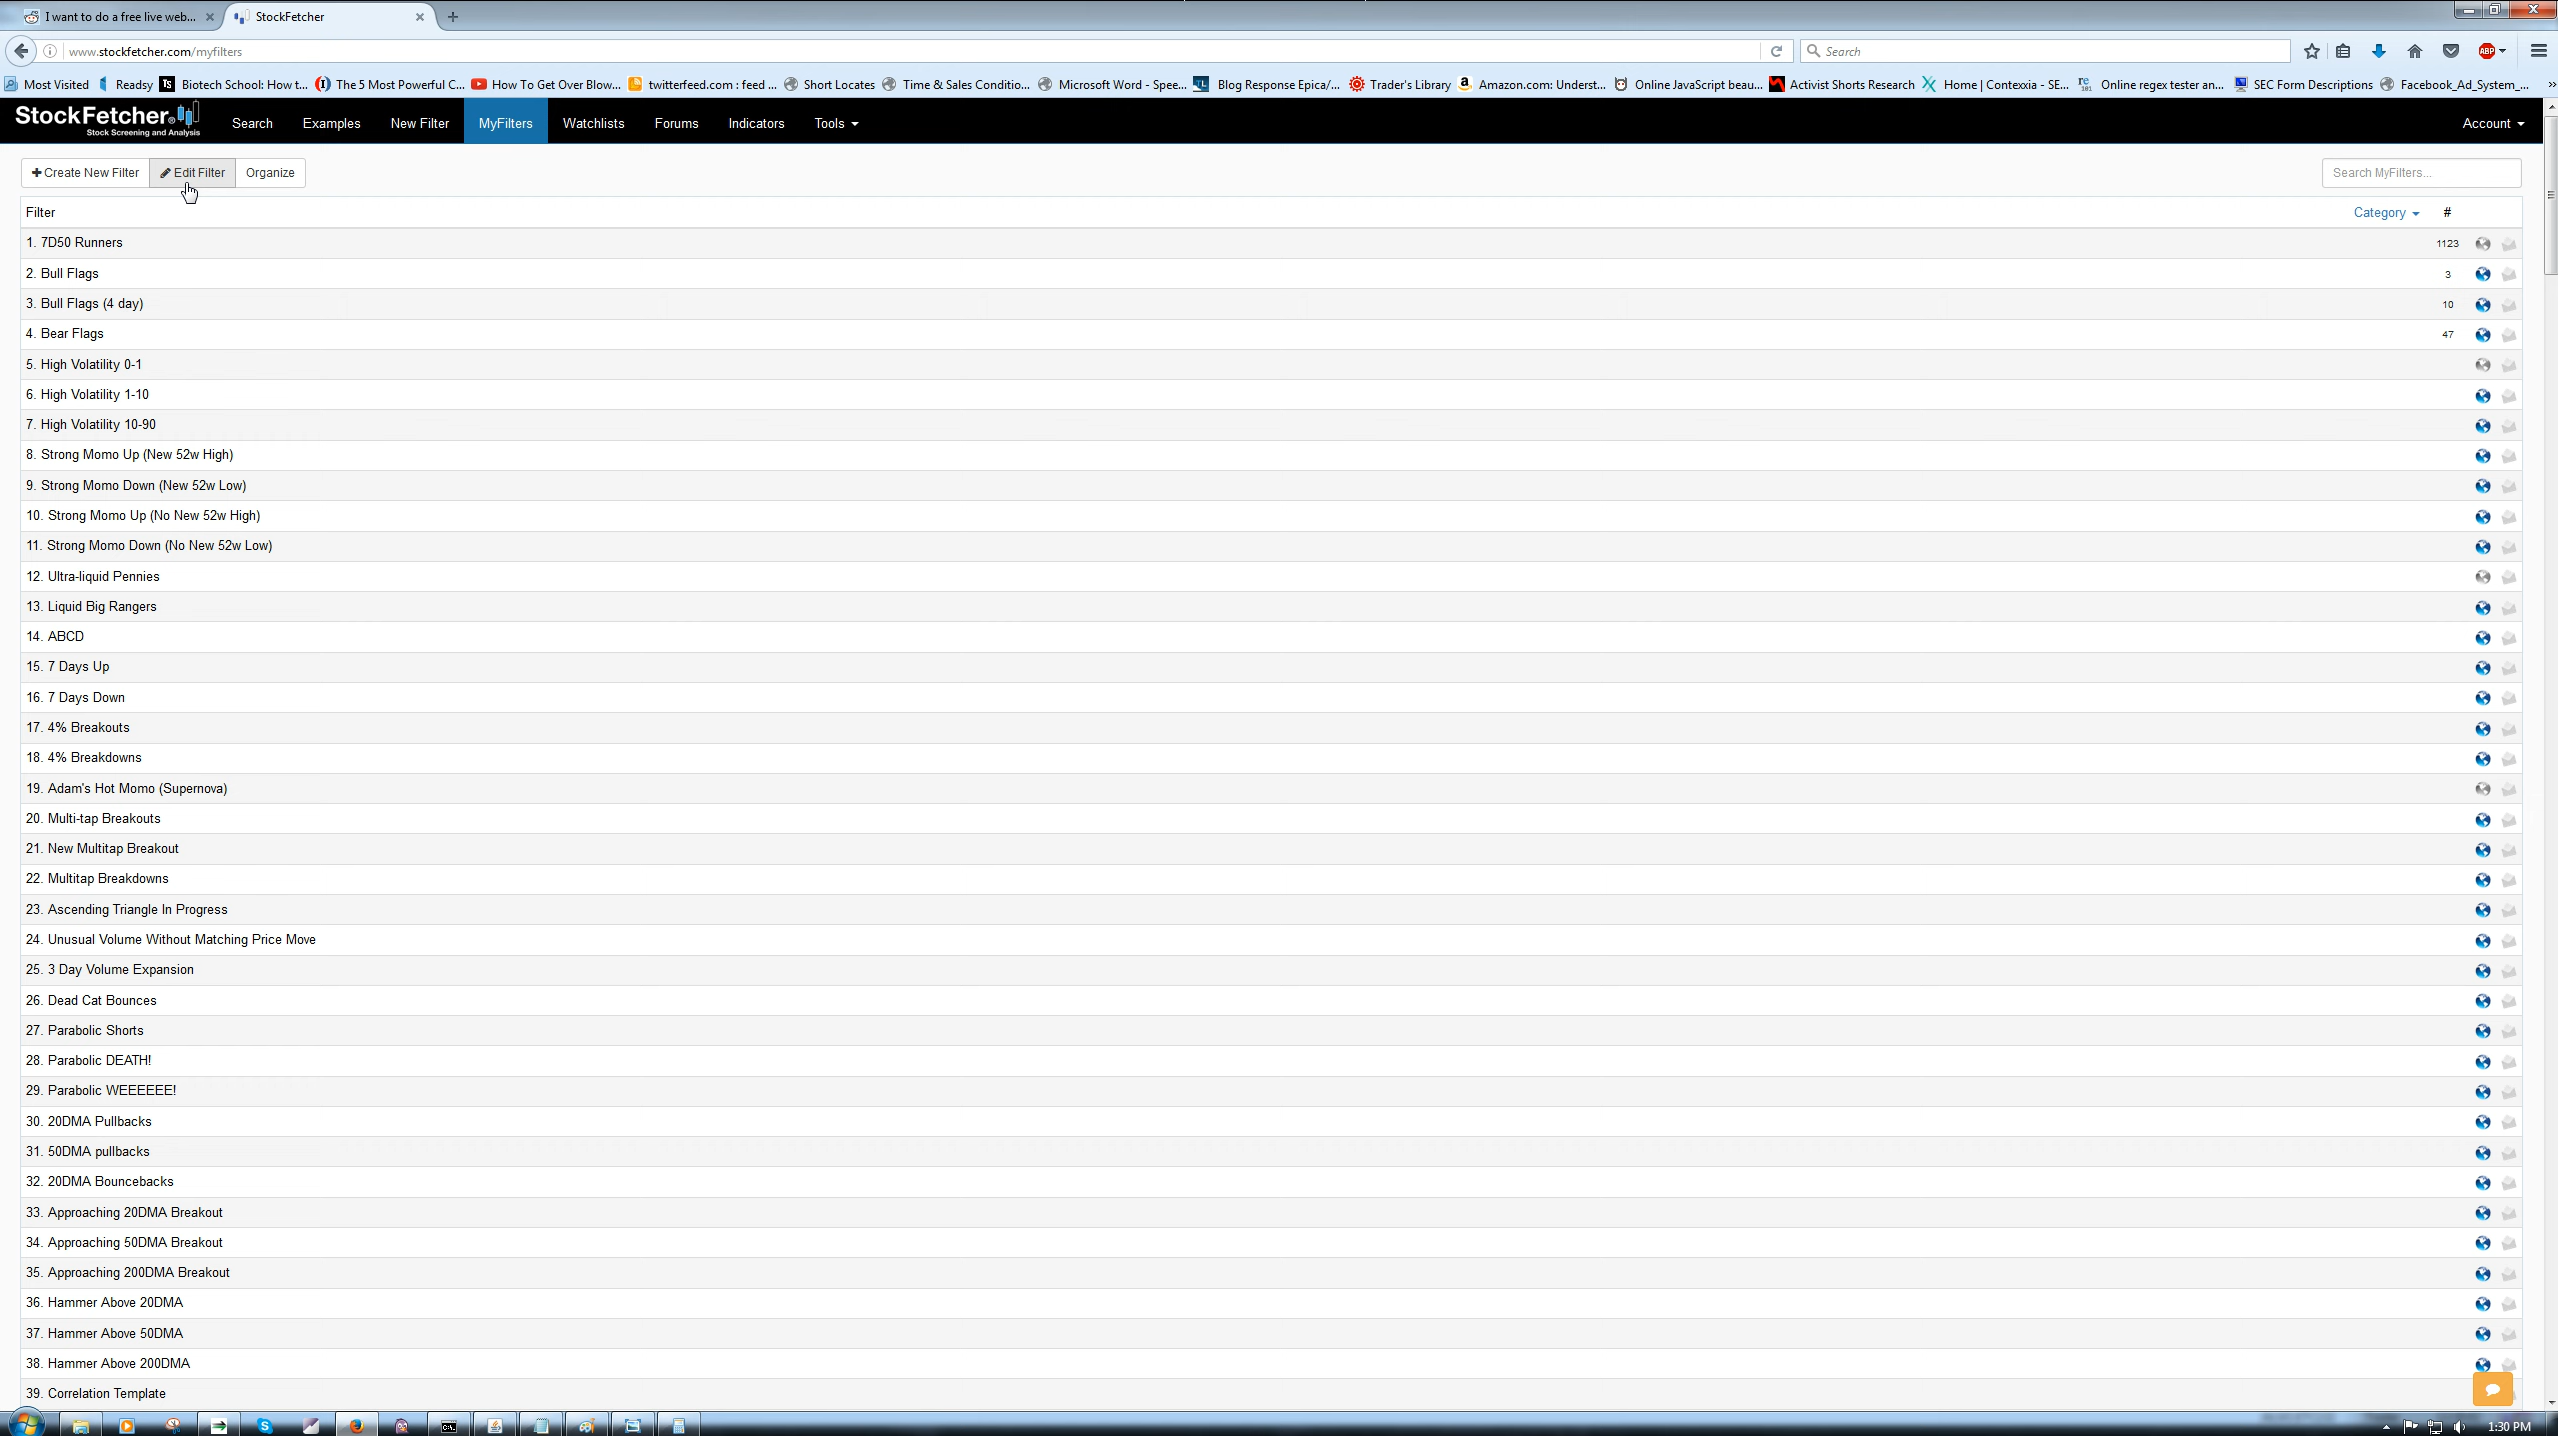 I want to do a free live web...
StockFetcher
www.stockfetcher.com/myfilters
Search
Most Visited Readsy Biotech School: How t... The 5 Most Powerful C... How To Get Over Blow... twitterfeed.com : feed ... Short Locates Time & Sales Conditio... Microsoft Word - Spee... Blog Response Epica/... Trader's Library Amazon.com: Underst... Online JavaScript beau... Activist Shorts Research Home | Contexxia - SE... Online regex tester an... SEC Form Descriptions Facebook_Ad_System_...
StockFetcher
Stock Screening and Analysis
Search Examples New Filter MyFilters Watchlists Forums Indicators Tools Account
Create New Filter Edit Filter Organize Search MyFilters...
Filter Category #
1. 7D50 Runners 1123
2. Bull Flags 3
3. Bull Flags (4 day) 10
4. Bear Flags 47
5. High Volatility 0-1
6. High Volatility 1-10
7. High Volatility 10-90
8. Strong Momo Up (New 52w High)
9. Strong Momo Down (New 52w Low)
10. Strong Momo Up (No New 52w High)
11. Strong Momo Down (No New 52w Low)
12. Ultra-liquid Pennies
13. Liquid Big Rangers
14. ABCD
15. 7 Days Up
16. 7 Days Down
17. 4% Breakouts
18. 4% Breakdowns
19. Adam's Hot Momo (Supernova)
20. Multi-tap Breakouts
21. New Multitap Breakout
22. Multitap Breakdowns
23. Ascending Triangle In Progress
24. Unusual Volume Without Matching Price Move
25. 3 Day Volume Expansion
26. Dead Cat Bounces
27. Parabolic Shorts
28. Parabolic DEATH!
29. Parabolic WEEEEEE!
30. 20DMA Pullbacks
31. 50DMA pullbacks
32. 20DMA Bouncebacks
33. Approaching 20DMA Breakout
34. Approaching 50DMA Breakout
35. Approaching 200DMA Breakout
36. Hammer Above 20DMA
37. Hammer Above 50DMA
38. Hammer Above 200DMA
39. Correlation Template
1:30 PM